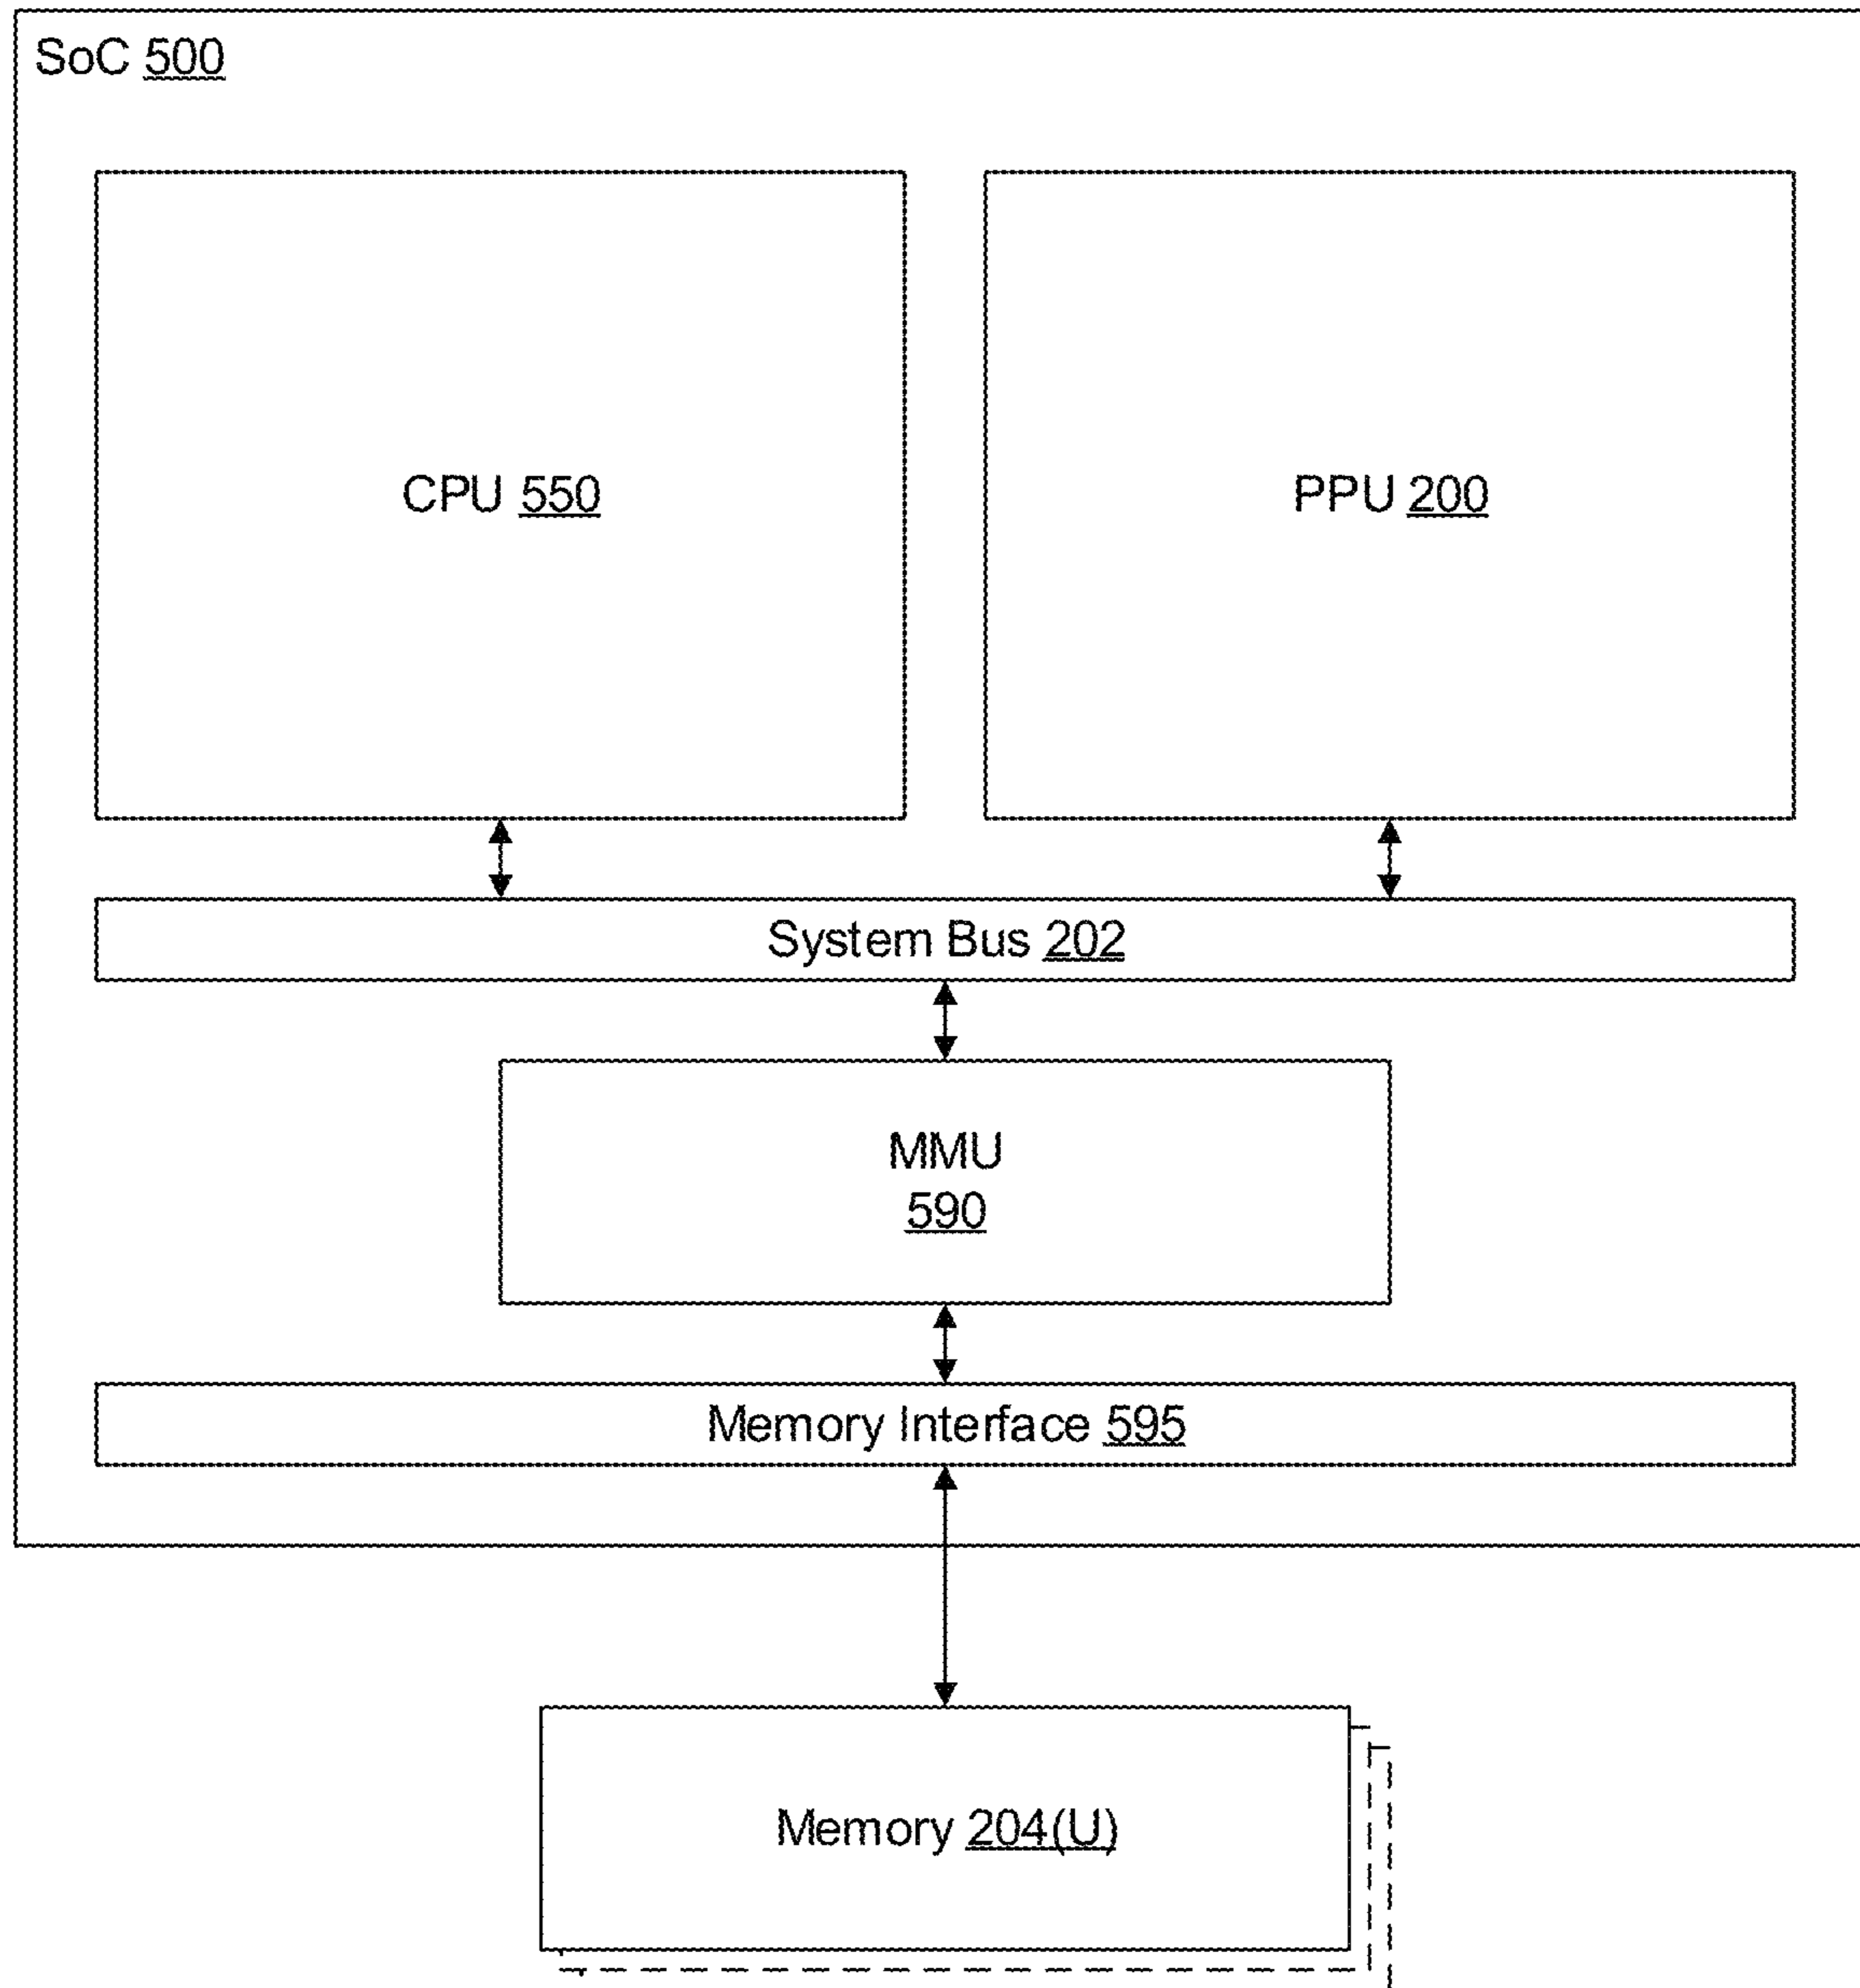 SoC 500
CPU 550
PPU 200
System Bus 202
MMU
590
Memory Interface 595
Memory 204(U)